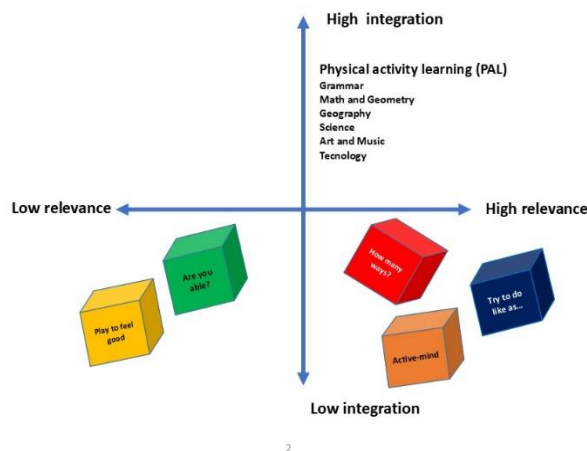 High integration
Physical activity learning (PAL)
Grammar
Math and Geometry
Geography
Science
Art and Music
Tecnology
Low relevance
High relevance
How many
ways?
Are you
able?
Try to do
like as...
Play to feel
good
Active-mind
Low integration
2